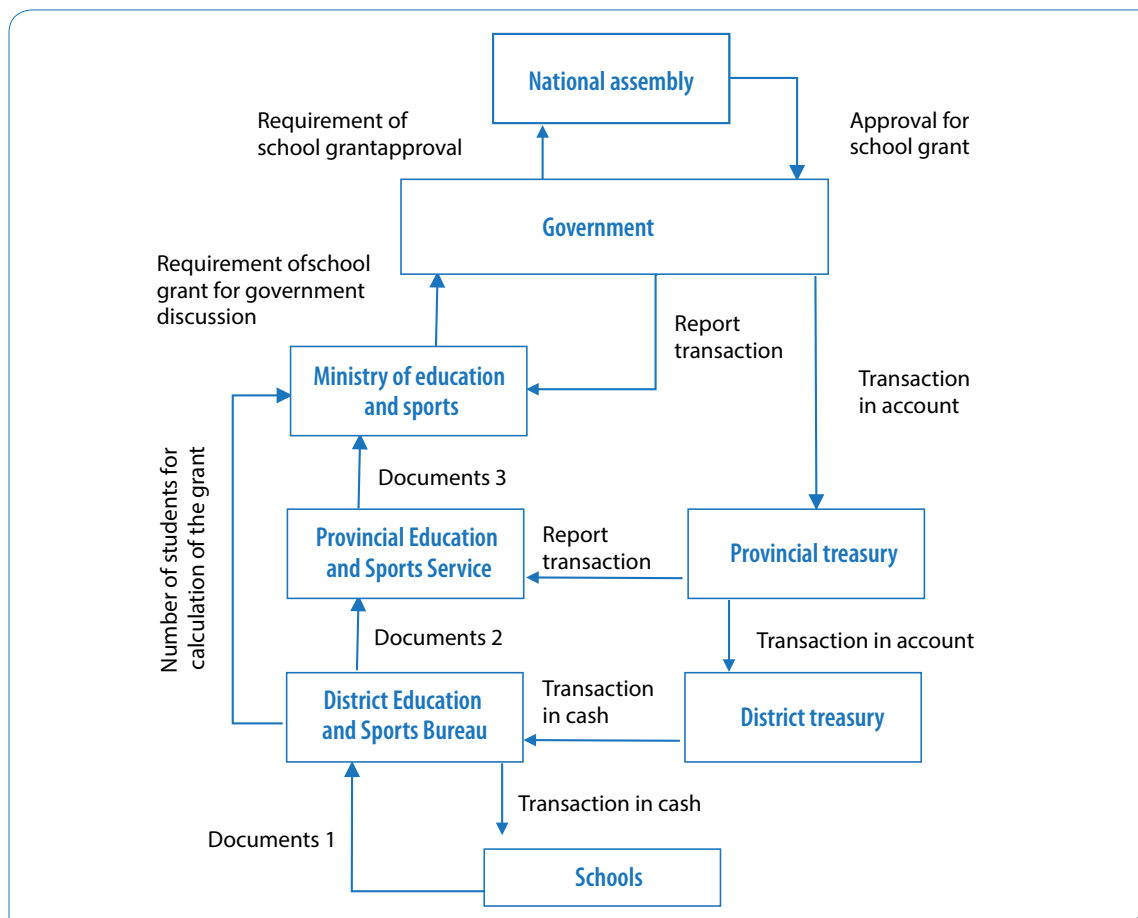 National assembly
Requirement of
school grantapproval
Approval for
school grant
Government
Requirement ofschool
grant for government
discussion
Report
transaction
Transaction
in account
Ministry of education
and sports
Number of students for
calculation of the grant
Documents 3
Provincial Education
and Sports Service
Report
transaction
Provincial treasury
Documents 2
Transaction in account
District Education
and Sports Bureau
Transaction
in cash
District treasury
Transaction in cash
Documents 1
Schools